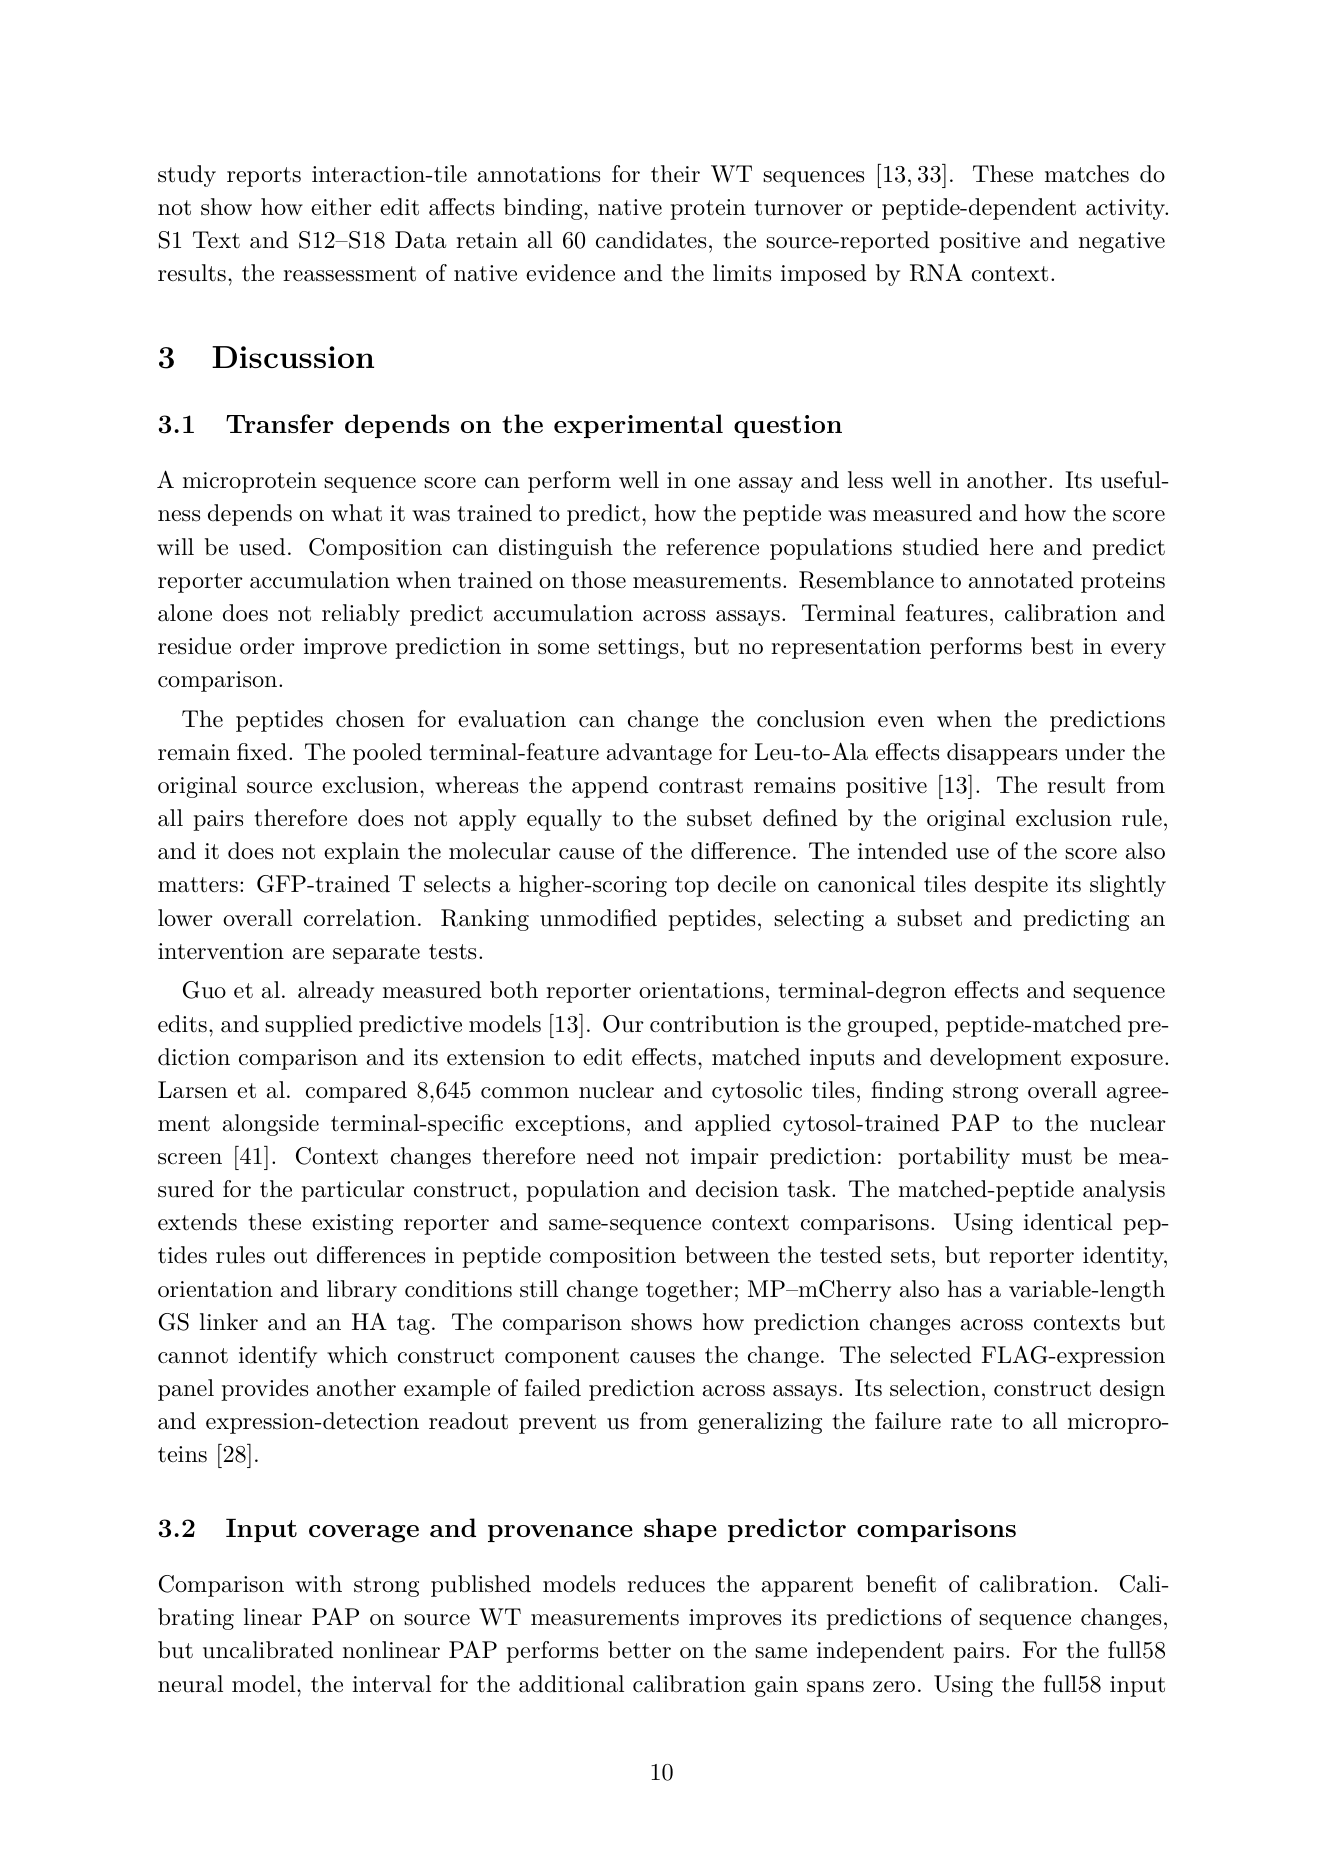 study reports interaction-tile annotations for their WT sequences [13, 33]. These matches do
not show how either edit affects binding, native protein turnover or peptide-dependent activity.
S1 Text and S12–S18 Data retain all 60 candidates, the source-reported positive and negative
results, the reassessment of native evidence and the limits imposed by RNA context.
3 Discussion
3.1 Transfer depends on the experimental question
A microprotein sequence score can perform well in one assay and less well in another. Its useful-
ness depends on what it was trained to predict, how the peptide was measured and how the score
will be used. Composition can distinguish the reference populations studied here and predict
reporter accumulation when trained on those measurements. Resemblance to annotated proteins
alone does not reliably predict accumulation across assays. Terminal features, calibration and
residue order improve prediction in some settings, but no representation performs best in every
comparison.
The peptides chosen for evaluation can change the conclusion even when the predictions
remain fixed. The pooled terminal-feature advantage for Leu-to-Ala effects disappears under the
original source exclusion, whereas the append contrast remains positive [13]. The result from
all pairs therefore does not apply equally to the subset defined by the original exclusion rule,
and it does not explain the molecular cause of the difference. The intended use of the score also
matters: GFP-trained T selects a higher-scoring top decile on canonical tiles despite its slightly
lower overall correlation. Ranking unmodified peptides, selecting a subset and predicting an
intervention are separate tests.
Guo et al. already measured both reporter orientations, terminal-degron effects and sequence
edits, and supplied predictive models [13]. Our contribution is the grouped, peptide-matched pre-
diction comparison and its extension to edit effects, matched inputs and development exposure.
Larsen et al. compared 8,645 common nuclear and cytosolic tiles, finding strong overall agree-
ment alongside terminal-specific exceptions, and applied cytosol-trained PAP to the nuclear
screen [41]. Context changes therefore need not impair prediction: portability must be mea-
sured for the particular construct, population and decision task. The matched-peptide analysis
extends these existing reporter and same-sequence context comparisons. Using identical pep-
tides rules out differences in peptide composition between the tested sets, but reporter identity,
orientation and library conditions still change together; MP–mCherry also has a variable-length
GS linker and an HA tag. The comparison shows how prediction changes across contexts but
cannot identify which construct component causes the change. The selected FLAG-expression
panel provides another example of failed prediction across assays. Its selection, construct design
and expression-detection readout prevent us from generalizing the failure rate to all micropro-
teins [28].
3.2 Input coverage and provenance shape predictor comparisons
Comparison with strong published models reduces the apparent benefit of calibration. Cali-
brating linear PAP on source WT measurements improves its predictions of sequence changes,
but uncalibrated nonlinear PAP performs better on the same independent pairs. For the full58
neural model, the interval for the additional calibration gain spans zero. Using the full58 input
10